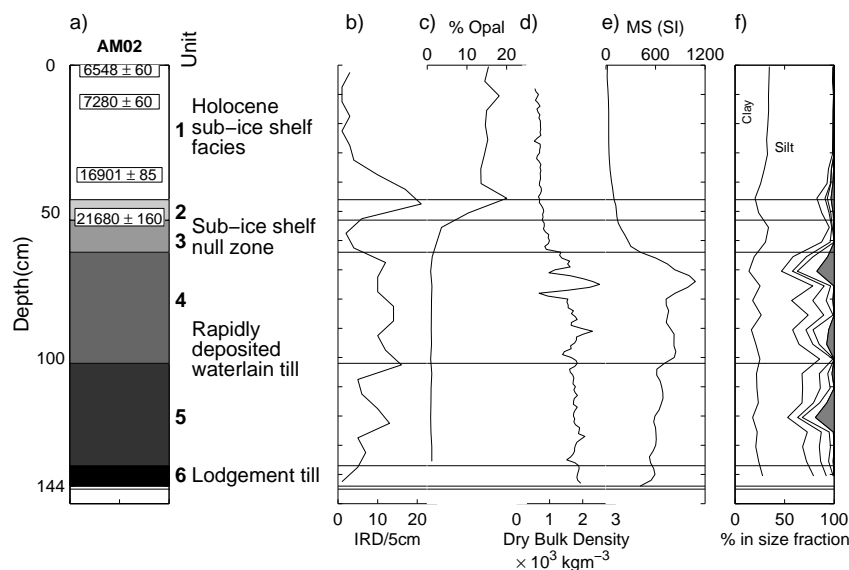 a) b) c) d) e) f)
% Opal MS (SI)
AM02 Unit
0 10 20 0 600 1200
0
6548 ± 60
7280 ± 60
Holocene
1 sub−ice shelf
facies
16901 ± 85
Clay
Silt
2
50
21680 ± 160
Sub−ice shelf
3 null zone
4
Depth(cm)
Rapidly
deposited
waterlain till
100
5
6 Lodgement till
144
0 10 20 0 1 2 3 0 50 100
IRD/5cm Dry Bulk Density % in size fraction
× 10³ kgm−3